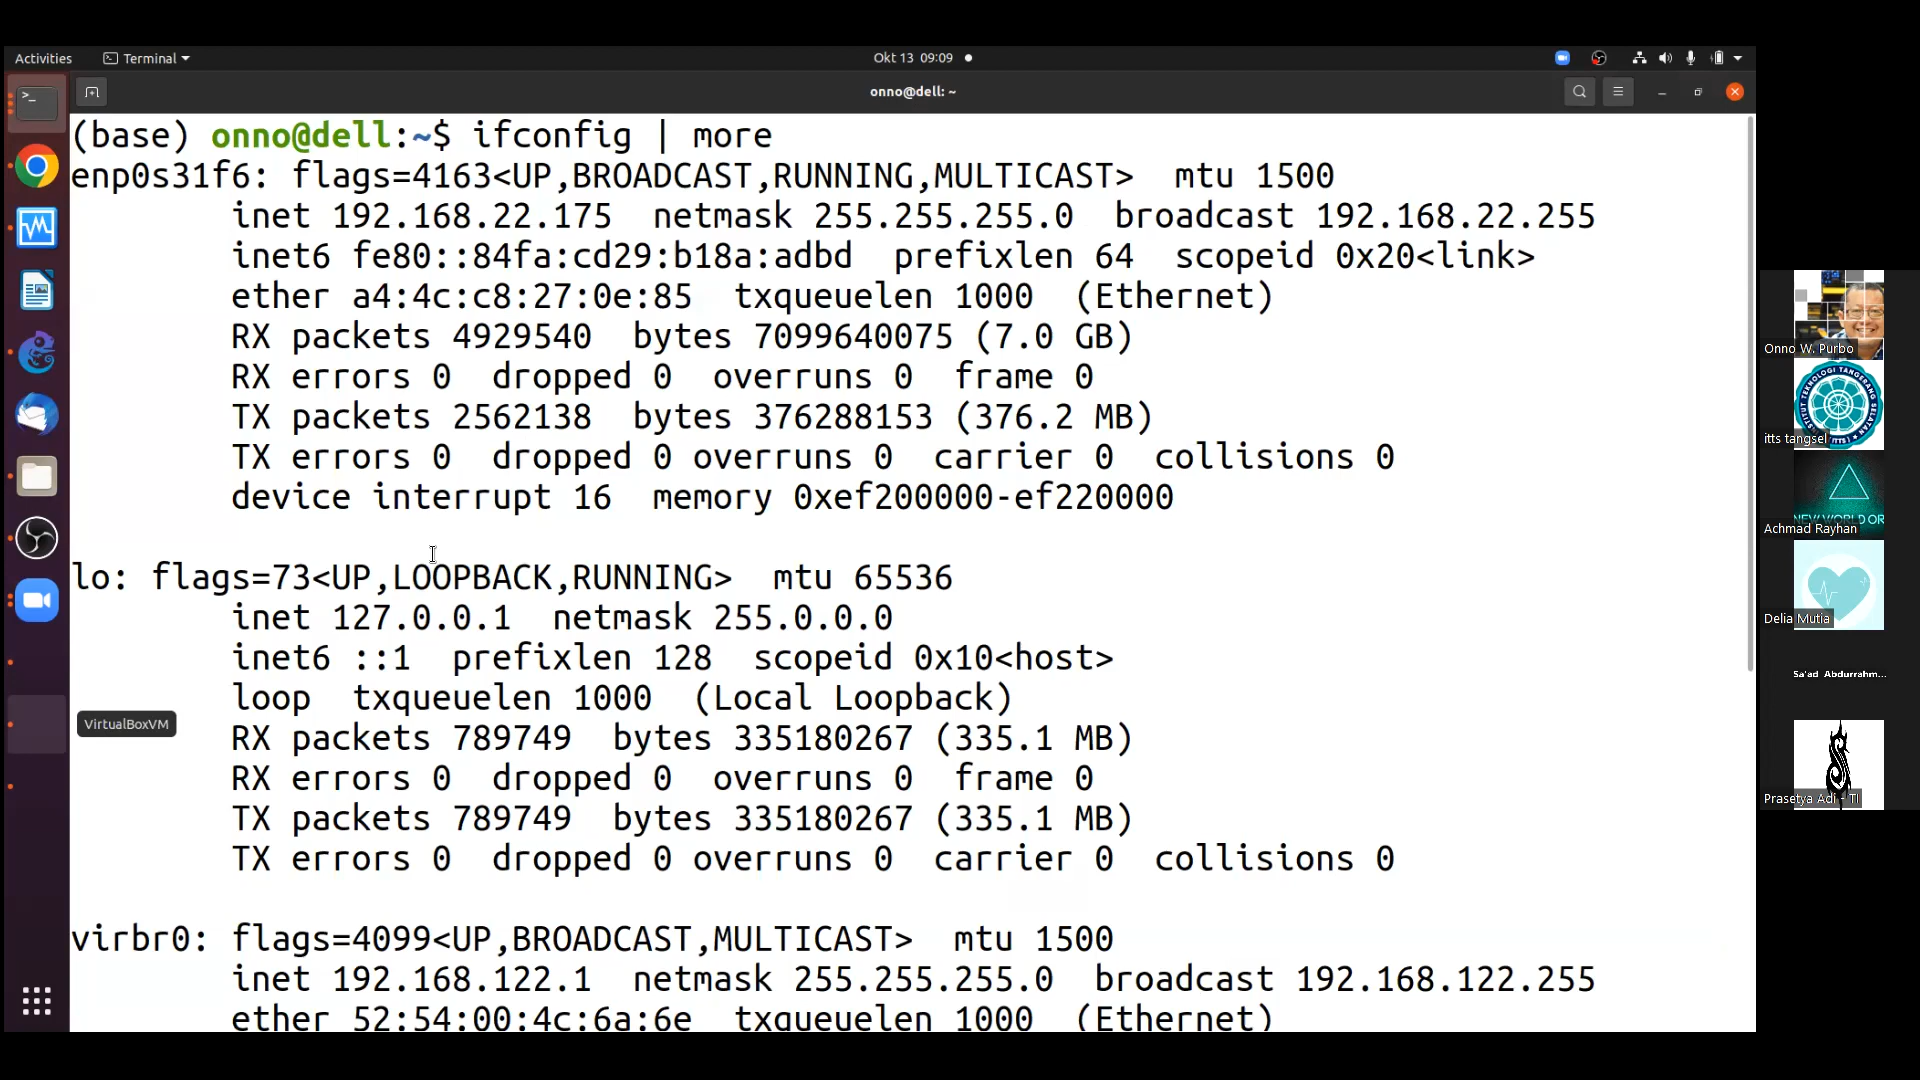 Activities Terminal Okt 13 09:09
onno@dell: ~
(base) onno@dell:~$ ifconfig | more
enp0s31f6: flags=4163<UP,BROADCAST,RUNNING,MULTICAST>  mtu 1500
        inet 192.168.22.175  netmask 255.255.255.0  broadcast 192.168.22.255
        inet6 fe80::84fa:cd29:b18a:adbd  prefixlen 64  scopeid 0x20<link>
        ether a4:4c:c8:27:0e:85  txqueuelen 1000  (Ethernet)
        RX packets 4929540  bytes 7099640075 (7.0 GB)
        RX errors 0  dropped 0  overruns 0  frame 0
        TX packets 2562138  bytes 376288153 (376.2 MB)
        TX errors 0  dropped 0 overruns 0  carrier 0  collisions 0
        device interrupt 16  memory 0xef200000-ef220000
lo: flags=73<UP,LOOPBACK,RUNNING>  mtu 65536
        inet 127.0.0.1  netmask 255.0.0.0
        inet6 ::1  prefixlen 128  scopeid 0x10<host>
        loop  txqueuelen 1000  (Local Loopback)
        RX packets 789749  bytes 335180267 (335.1 MB)
        RX errors 0  dropped 0  overruns 0  frame 0
        TX packets 789749  bytes 335180267 (335.1 MB)
        TX errors 0  dropped 0 overruns 0  carrier 0  collisions 0
virbr0: flags=4099<UP,BROADCAST,MULTICAST>  mtu 1500
        inet 192.168.122.1  netmask 255.255.255.0  broadcast 192.168.122.255
        ether 52:54:00:4c:6a:6e  txqueuelen 1000  (Ethernet)
VirtualBoxVM
Onno W. Purbo
itts tangsel
NEW WORLD OR
Achmad Rayhan
Delia Mutia
Sa'ad Abdurrahm...
Prasetya Adi - TI